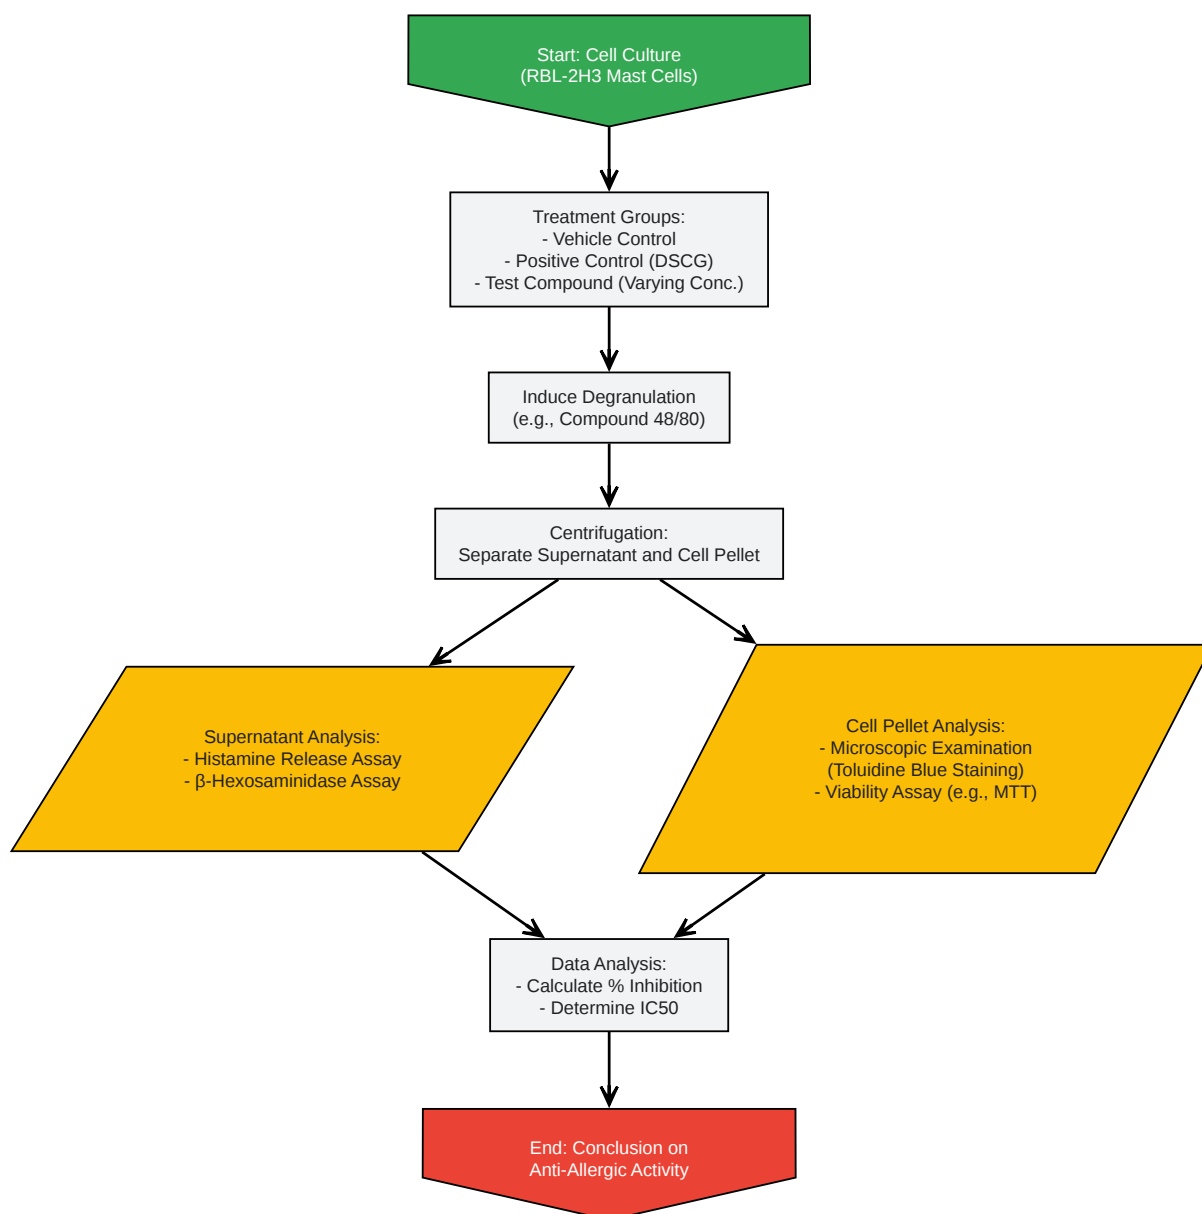 Start: Cell Culture
(RBL-2H3 Mast Cells)
Treatment Groups:
- Vehicle Control
- Positive Control (DSCG)
- Test Compound (Varying Conc.)
Induce Degranulation
(e.g., Compound 48/80)
Centrifugation:
Separate Supernatant and Cell Pellet
Supernatant Analysis:
- Histamine Release Assay
- β-Hexosaminidase Assay
Cell Pellet Analysis:
- Microscopic Examination
(Toluidine Blue Staining)
- Viability Assay (e.g., MTT)
Data Analysis:
- Calculate % Inhibition
- Determine IC50
End: Conclusion on
Anti-Allergic Activity